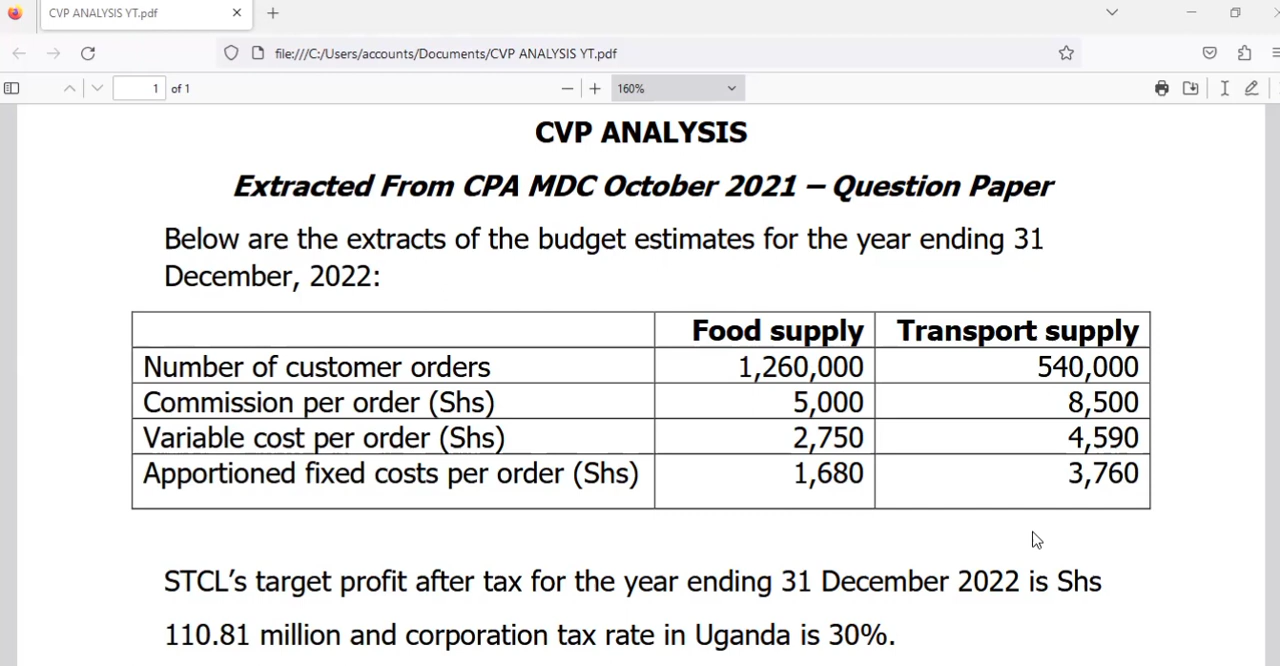 CVP ANALYSIS YT.pdf
file:///C:/Users/accounts/Documents/CVP ANALYSIS YT.pdf
1 of 1
160%
CVP ANALYSIS
Extracted From CPA MDC October 2021 – Question Paper
Below are the extracts of the budget estimates for the year ending 31
December, 2022:
Food supply Transport supply
Number of customer orders 1,260,000 540,000
Commission per order (Shs) 5,000 8,500
Variable cost per order (Shs) 2,750 4,590
Apportioned fixed costs per order (Shs) 1,680 3,760
STCL’s target profit after tax for the year ending 31 December 2022 is Shs
110.81 million and corporation tax rate in Uganda is 30%.